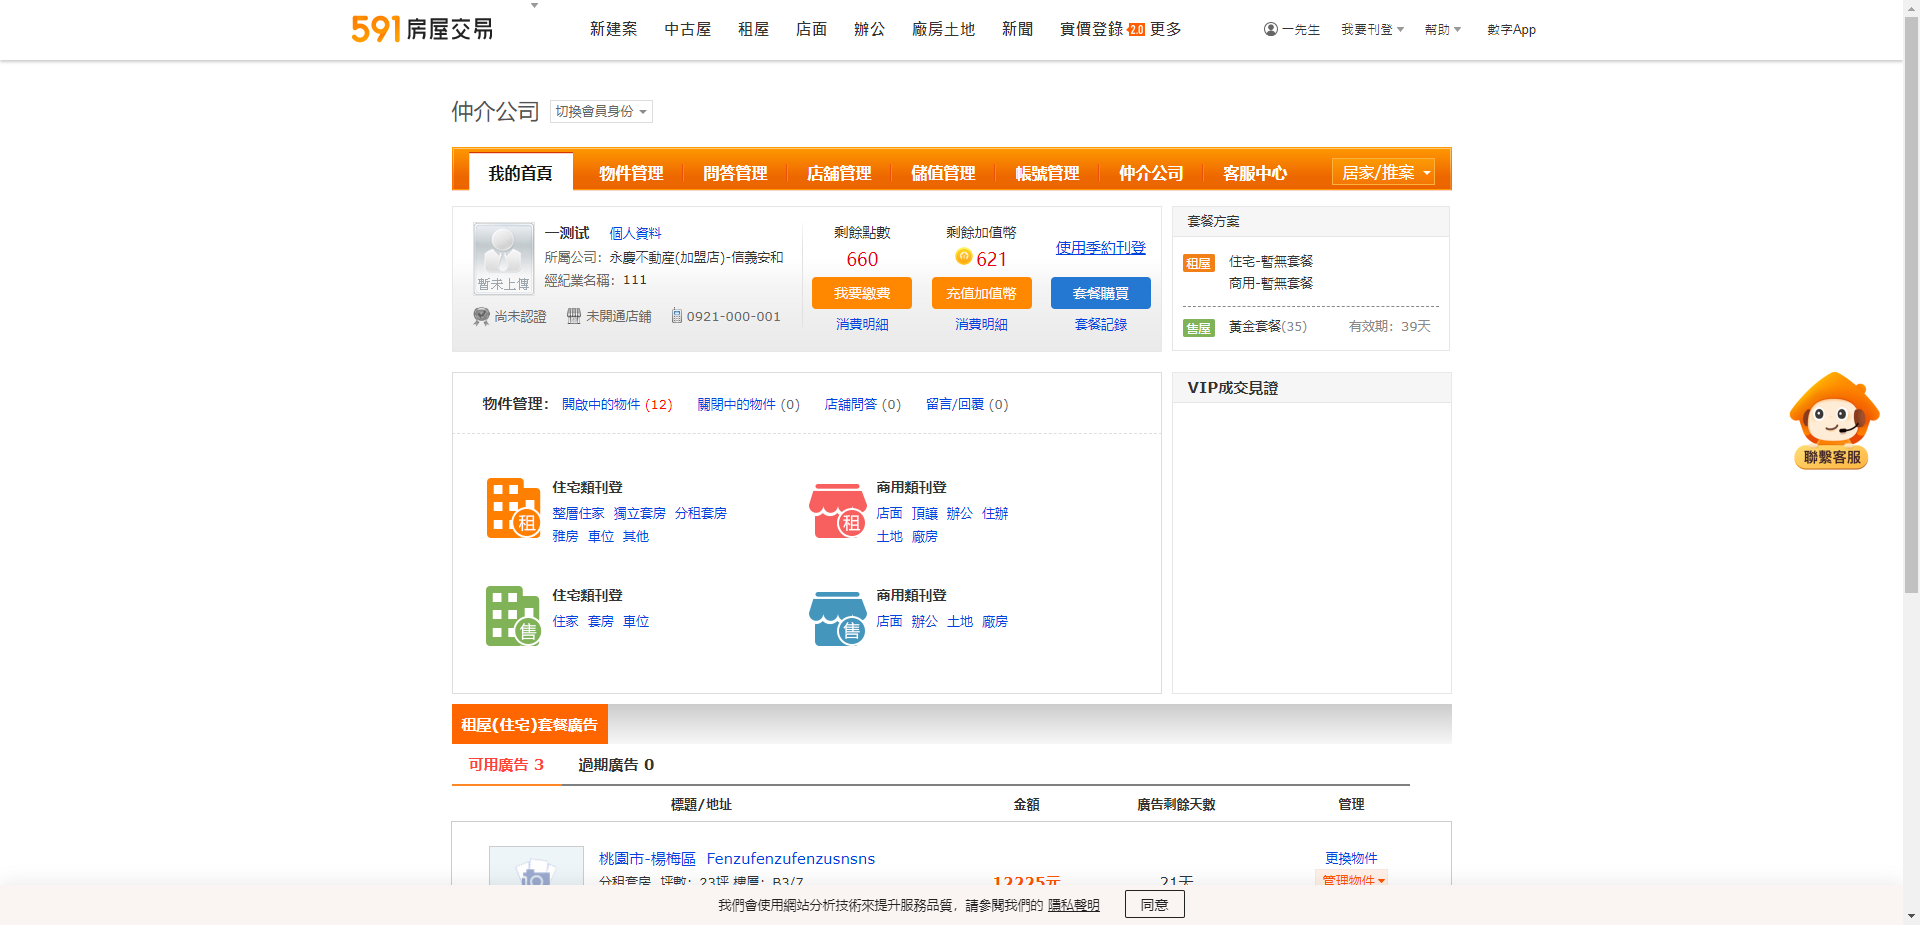 591 房屋交易 新建案 中古屋 租屋 店面 辦公 廠房土地 新聞 實價登錄 2.0 更多 一先生 我要刊登 幫助 數字App
仲介公司 切換會員身份
我的首頁 物件管理 問答管理 店舖管理 儲值管理 帳號管理 仲介公司 客服中心 居家/推案
一测试 個人資料
所屬公司：永慶不動産(加盟店)-信義安和
經紀業名稱：111
暫未上傳
尚未認證 未開通店鋪 0921-000-001
剩餘點數
660
我要繳費
消費明細
剩餘加值幣
621
充值加值幣
消費明細
使用季約刊登
套餐購買
套餐記錄
套餐方案
租屋 住宅-暫無套餐
商用-暫無套餐
售屋 黃金套餐(35) 有效期：39天
物件管理： 開啟中的物件 (12) 關閉中的物件 (0) 店舖問答 (0) 留言/回覆 (0)
VIP成交見證
租
住宅類刊登
整層住家 獨立套房 分租套房
雅房 車位 其他
租
商用類刊登
店面 頂讓 辦公 住辦
土地 廠房
售
住宅類刊登
住家 套房 車位
售
商用類刊登
店面 辦公 土地 廠房
聯繫客服
租屋(住宅)套餐廣告
可用廣告 3 過期廣告 0
標題/地址 金額 廣告剩餘天數 管理
桃園市-楊梅區 Fenzufenzufenzusnsns 更換物件
分租套房 坪數：23坪 樓層：B3/7 12225元 21天 管理物件
我們會使用網站分析技術來提升服務品質，請參閱我們的 隱私聲明 同意